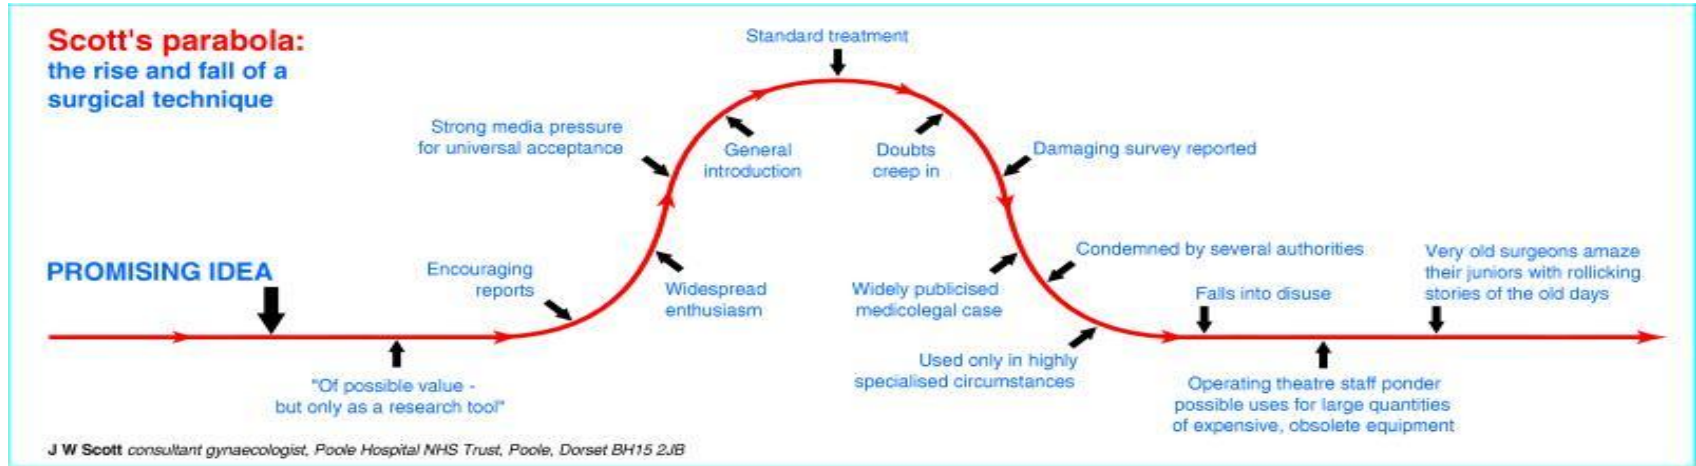 Scott's parabola:
the rise and fall of a
surgical technique
PROMISING IDEA
"Of possible value -
but only as a research tool"
Encouraging
reports
Widespread
enthusiasm
Strong media pressure
for universal acceptance
General
introduction
Standard treatment
Doubts
creep in
Damaging survey reported
Widely publicised
medicolegal case
Condemned by several authorities
Used only in highly
specialised circumstances
Falls into disuse
Operating theatre staff ponder
possible uses for large quantities
of expensive, obsolete equipment
Very old surgeons amaze
their juniors with rollicking
stories of the old days
J W Scott consultant gynaecologist, Poole Hospital NHS Trust, Poole, Dorset BH15 2JB